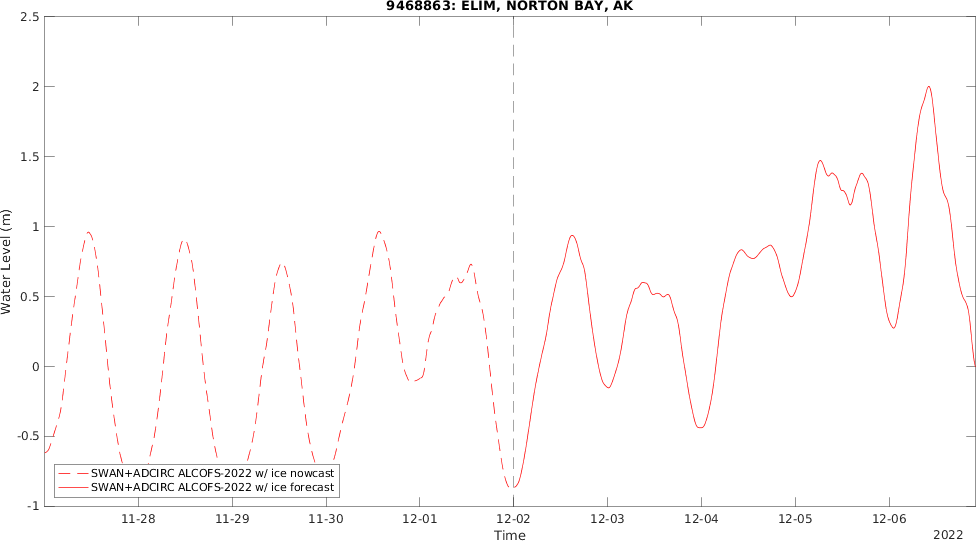 9468863: ELIM, NORTON BAY, AK
2.5
2
1.5
1
0.5
0
-0.5
-1
Water Level (m)
SWAN+ADCIRC ALCOFS-2022 w/ ice nowcast
SWAN+ADCIRC ALCOFS-2022 w/ ice forecast
11-28 11-29 11-30 12-01 12-02 12-03 12-04 12-05 12-06
Time
2022